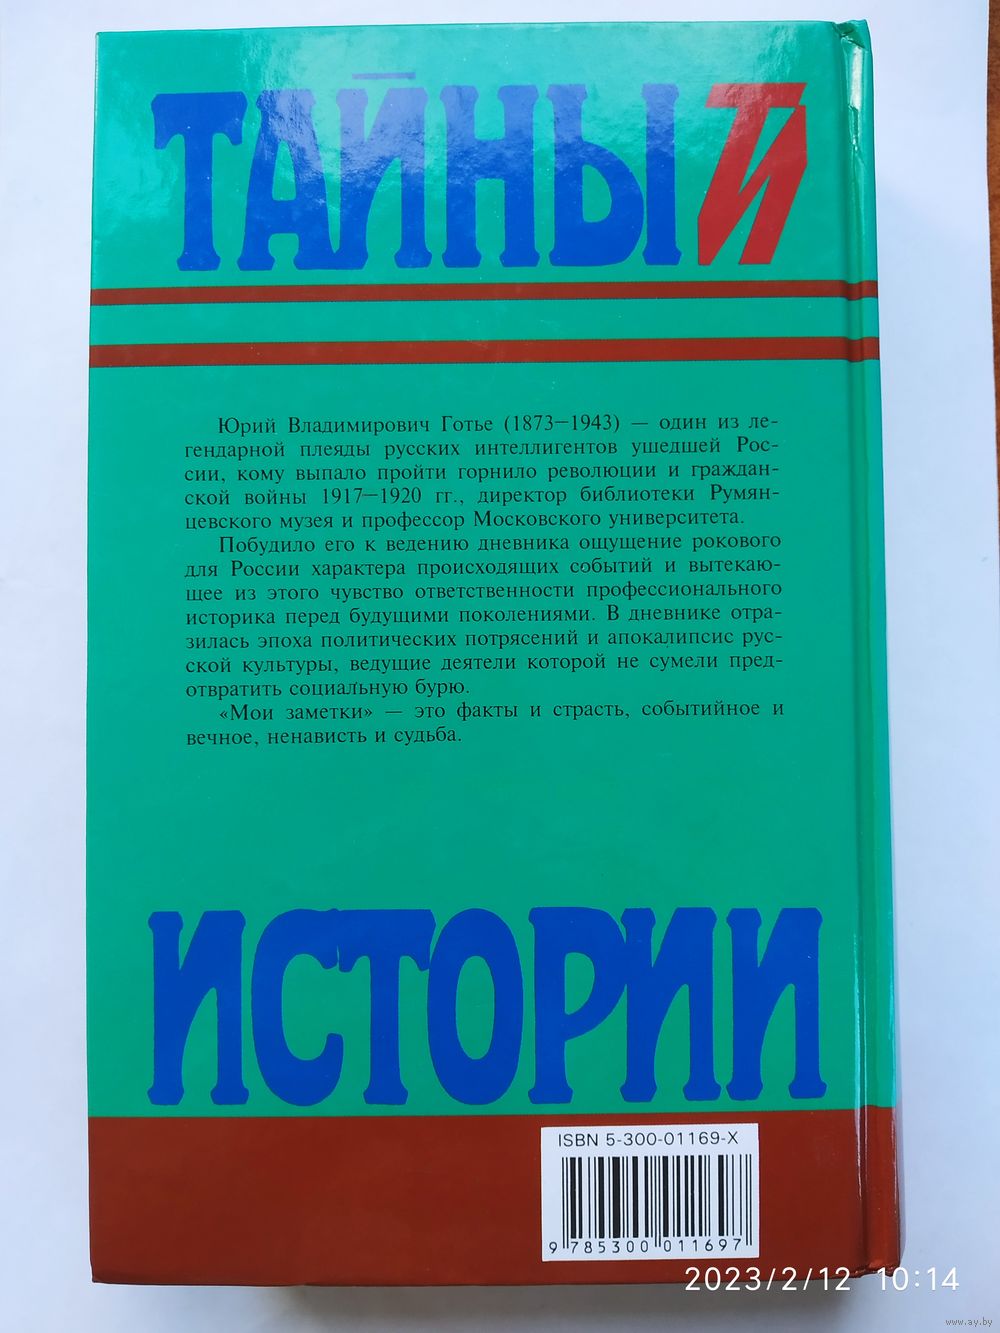 ТАЙНЫ ТИ
Юрий Владимирович Готье (1873—1943) — один из ле-
гендарной плеяды русских интеллигентов ушедшей Рос-
сии, кому выпало пройти горнило революции и граждан-
ской войны 1917—1920 гг., директор библиотеки Румян-
цевского музея и профессор Московского университета.
Побудило его к ведению дневника ощущение рокового
для России характера происходящих событий и вытекаю-
щее из этого чувство ответственности профессионального
историка перед будущими поколениями. В дневнике отра-
зилась эпоха политических потрясений и апокалипсис рус-
ской культуры, ведущие деятели которой не сумели пред-
отвратить социальную бурю.
«Мои заметки» — это факты и страсть, событийное и
вечное, ненависть и судьба.
ИСТОРИИ
ISBN 5-300-01169-X
9 785300 011697
2023/2/12 10:14
www.ay.by